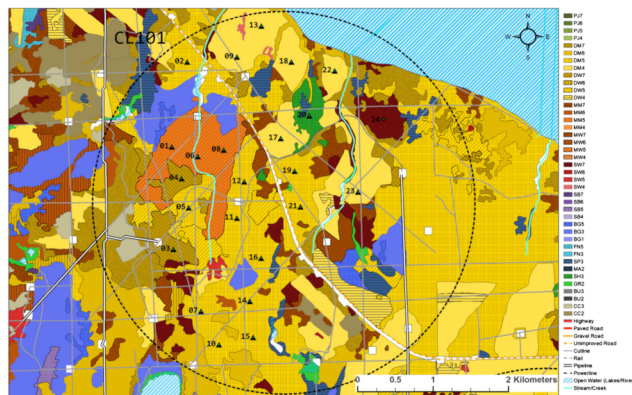 CL101
13
09
02
18
22
20
24
17
01
08
06
04
19
12
05
21
23
11
03
16
14
07
10
15
N
W
E
S
0 0.5 1 2 Kilometers
PJ7
PJ6
PJ5
PJ4
DM7
DM6
DM5
DM4
DW7
DW6
DW5
DW4
MM7
MM6
MM5
MM4
MW7
MW6
MW5
MW4
SW7
SW6
SW5
SW4
SB7
SB6
SB5
SB4
BG5
BG3
BG1
FN5
FN3
SF3
MA2
SH3
GR2
BU3
BU2
CC3
CC2
Highway
Paved Road
Gravel Road
Unimproved Road
Cutline
Rail
Pipeline
Powerline
Open Water (Lakes/Rive
Stream/Creek